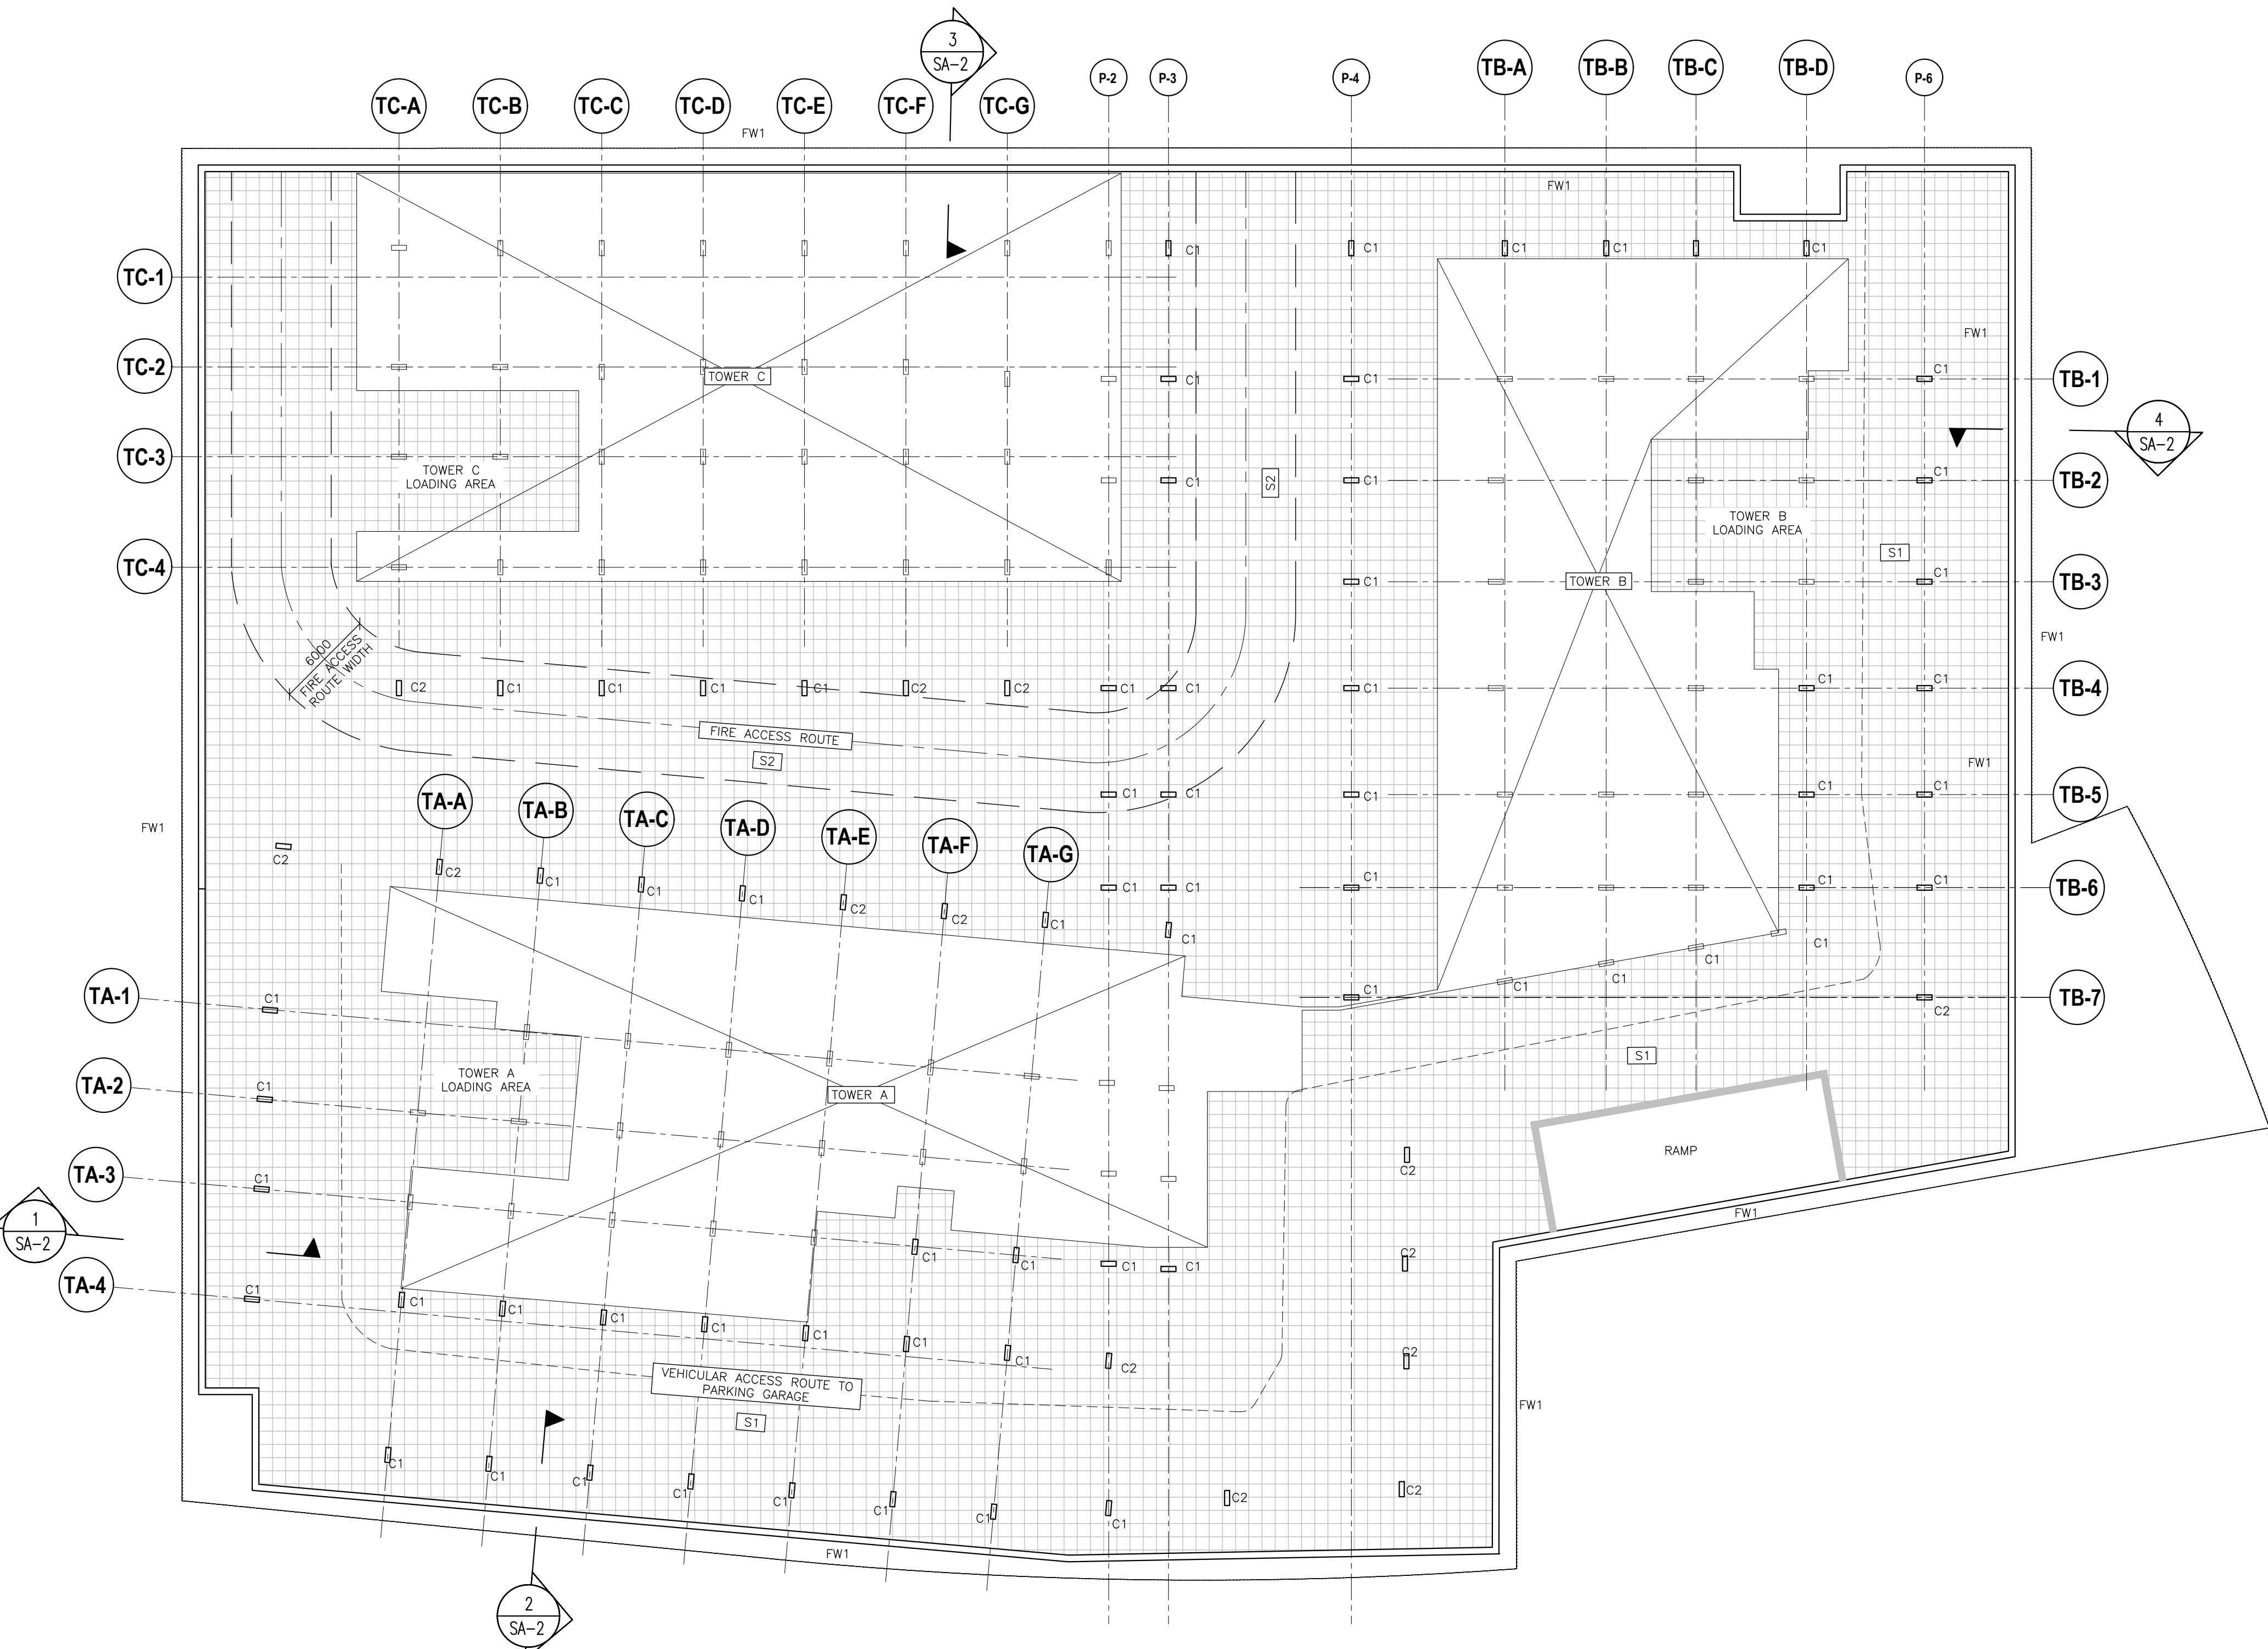 3
SA-2
TC-A
TC-B
TC-C
TC-D
TC-E
TC-F
TC-G
P-2
P-3
P-4
TB-A
TB-B
TB-C
TB-D
P-6
FW1
FW1
C1
C1
C1
C1
C1
TC-1
FW1
TC-2
TOWER C
C1
C1
C1
TB-1
4
SA-2
TC-3
TOWER C
LOADING AREA
C1
S2
C1
C1
TB-2
TOWER B
LOADING AREA
S1
TC-4
C1
TOWER B
C1
TB-3
FW1
6000
FIRE ACCESS
ROUTE WIDTH
C2
C1
C1
C1
C1
C2
C2
C1
C1
C1
C1
C1
TB-4
FIRE ACCESS ROUTE
S2
FW1
TA-A
TA-B
TA-C
TA-D
TA-E
TA-F
TA-G
C1
C1
C1
C1
C1
TB-5
FW1
C2
C2
C1
C1
C1
C2
C2
C1
C1
C1
C1
C1
C1
TB-6
C1
C1
C1
C1
C1
TA-1
C1
C1
C2
TB-7
TA-2
C1
TOWER A
LOADING AREA
TOWER A
S1
RAMP
TA-3
C1
C2
FW1
1
SA-2
TA-4
C1
C1
C1
C1
C1
C2
C1
C1
C1
C1
C1
C1
C1
C2
C2
VEHICULAR ACCESS ROUTE TO
PARKING GARAGE
S1
FW1
C1
C1
C1
C1
C1
C1
C1
C1
C2
C2
FW1
2
SA-2